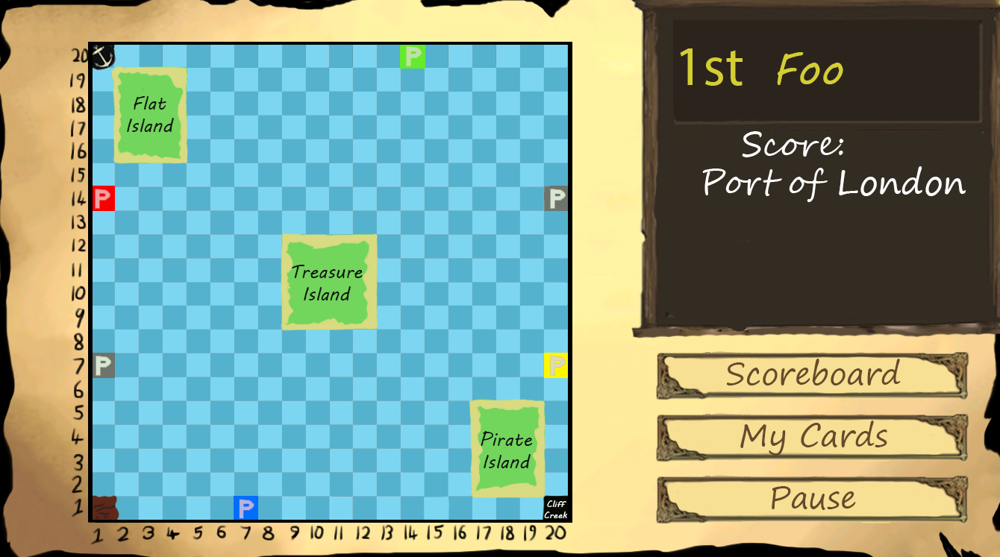 20 P
19
18 Flat
17 Island
16
15
14 P P
13
12
11 Treasure
10 Island
9
8
7 P P
6
5
4 Pirate
3 Island
2
1 P Cliff
Creek
1 2 3 4 5 6 7 8 9 10 11 12 13 14 15 16 17 18 19 20
1st Foo
Score:
Port of London
Scoreboard
My Cards
Pause